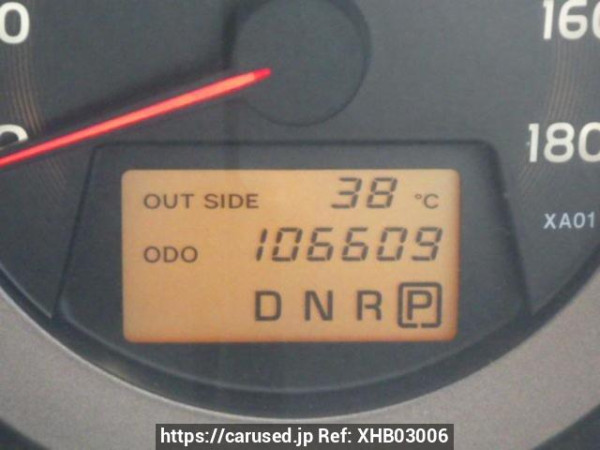 160
180
XA01
OUT SIDE 38 °C
ODO 106609
D N R P
https://carused.jp Ref: XHB03006